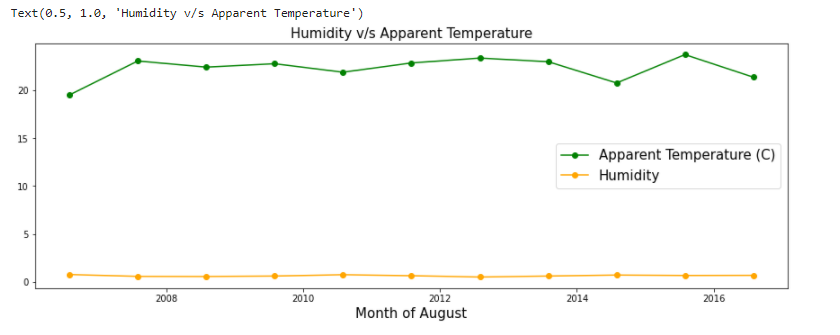 Text(0.5, 1.0, 'Humidity v/s Apparent Temperature')
Humidity v/s Apparent Temperature
20
15
10
5
0
Apparent Temperature (C)
Humidity
2008 2010 2012 2014 2016
Month of August